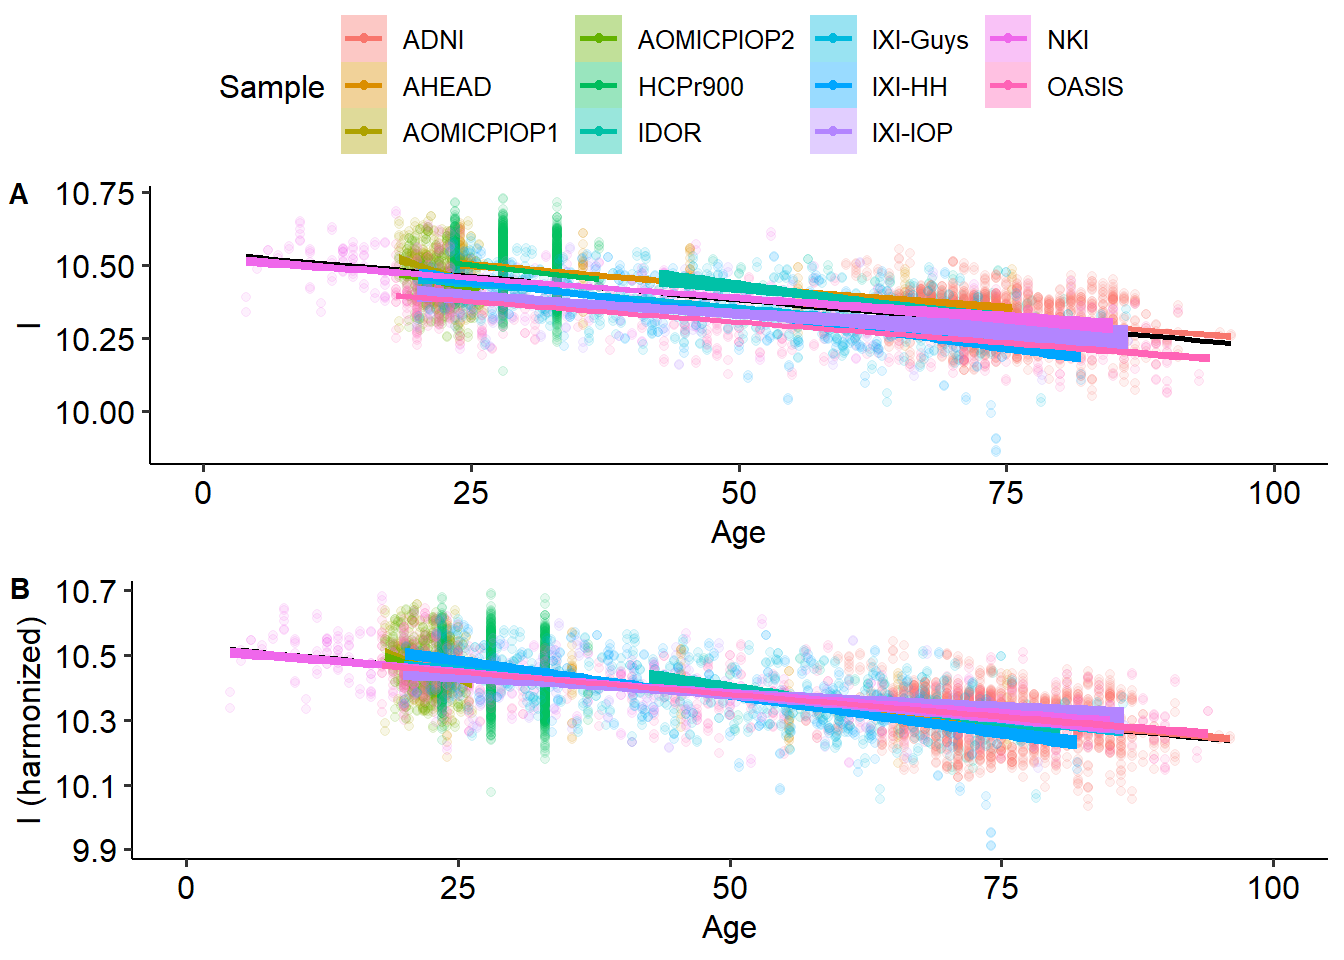 Sample
ADNI
AHEAD
AOMICPIOP1
AOMICPIOP2
HCPr900
IDOR
IXI-Guys
IXI-HH
IXI-IOP
NKI
OASIS
A
I
10.75
10.50
10.25
10.00
0 25 50 75 100
Age
B
I (harmonized)
10.7
10.5
10.3
10.1
9.9
0 25 50 75 100
Age